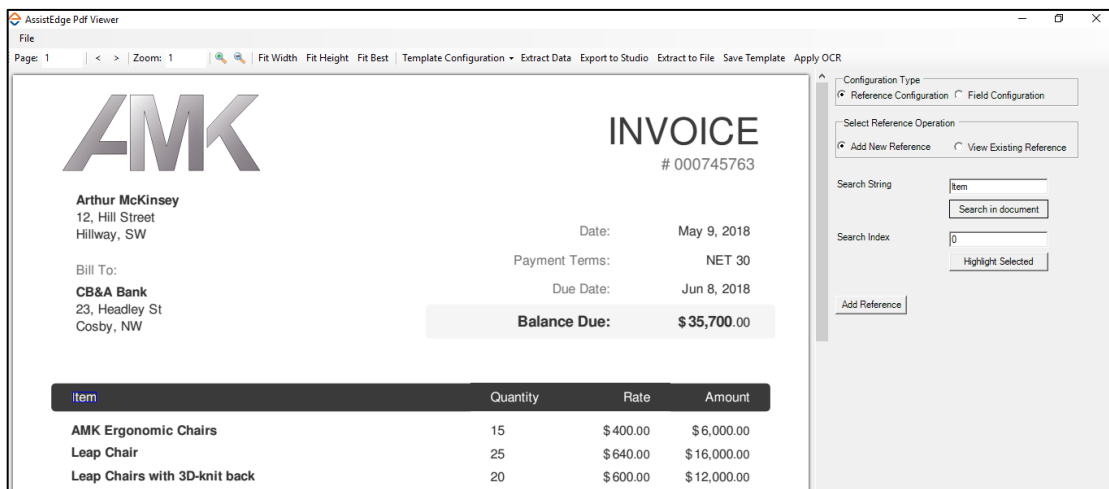 AssistEdge Pdf Viewer
File
Page: 1 < > Zoom: 1 Fit Width Fit Height Fit Best Template Configuration Extract Data Export to Studio Extract to File Save Template Apply OCR
AMK
INVOICE
# 000745763
Arthur McKinsey
12, Hill Street
Hillway, SW
Date: May 9, 2018
Payment Terms: NET 30
Bill To:
Due Date: Jun 8, 2018
CB&A Bank
23, Headley St
Cosby, NW
Balance Due: $35,700.00
Item Quantity Rate Amount
AMK Ergonomic Chairs 15 $400.00 $6,000.00
Leap Chair 25 $640.00 $16,000.00
Leap Chairs with 3D-knit back 20 $600.00 $12,000.00
Configuration Type
Reference Configuration Field Configuration
Select Reference Operation
Add New Reference View Existing Reference
Search String Item
Search in document
Search Index 0
Highlight Selected
Add Reference